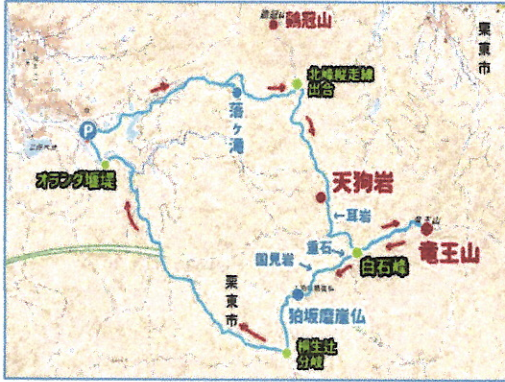 鶏冠山
栗東市
北峰縦走線
出合
落ヶ滝
P
オランダ堰堤
天狗岩
耳岩
重石
国見岩
白石峰
竜王山
狛坂磨崖仏
栗東市
桐生辻
分岐